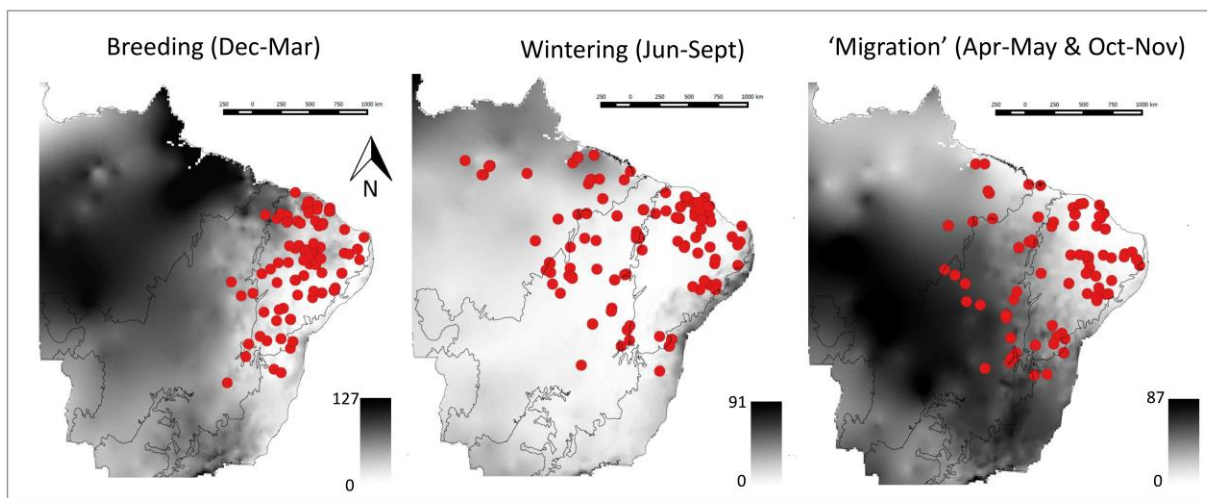 Breeding (Dec-Mar)
Wintering (Jun-Sept)
'Migration' (Apr-May & Oct-Nov)
250 0 250 500 750 1000 km
250 0 250 500 750 1000 km
250 0 250 500 750 1000 km
N
127
0
91
0
87
0